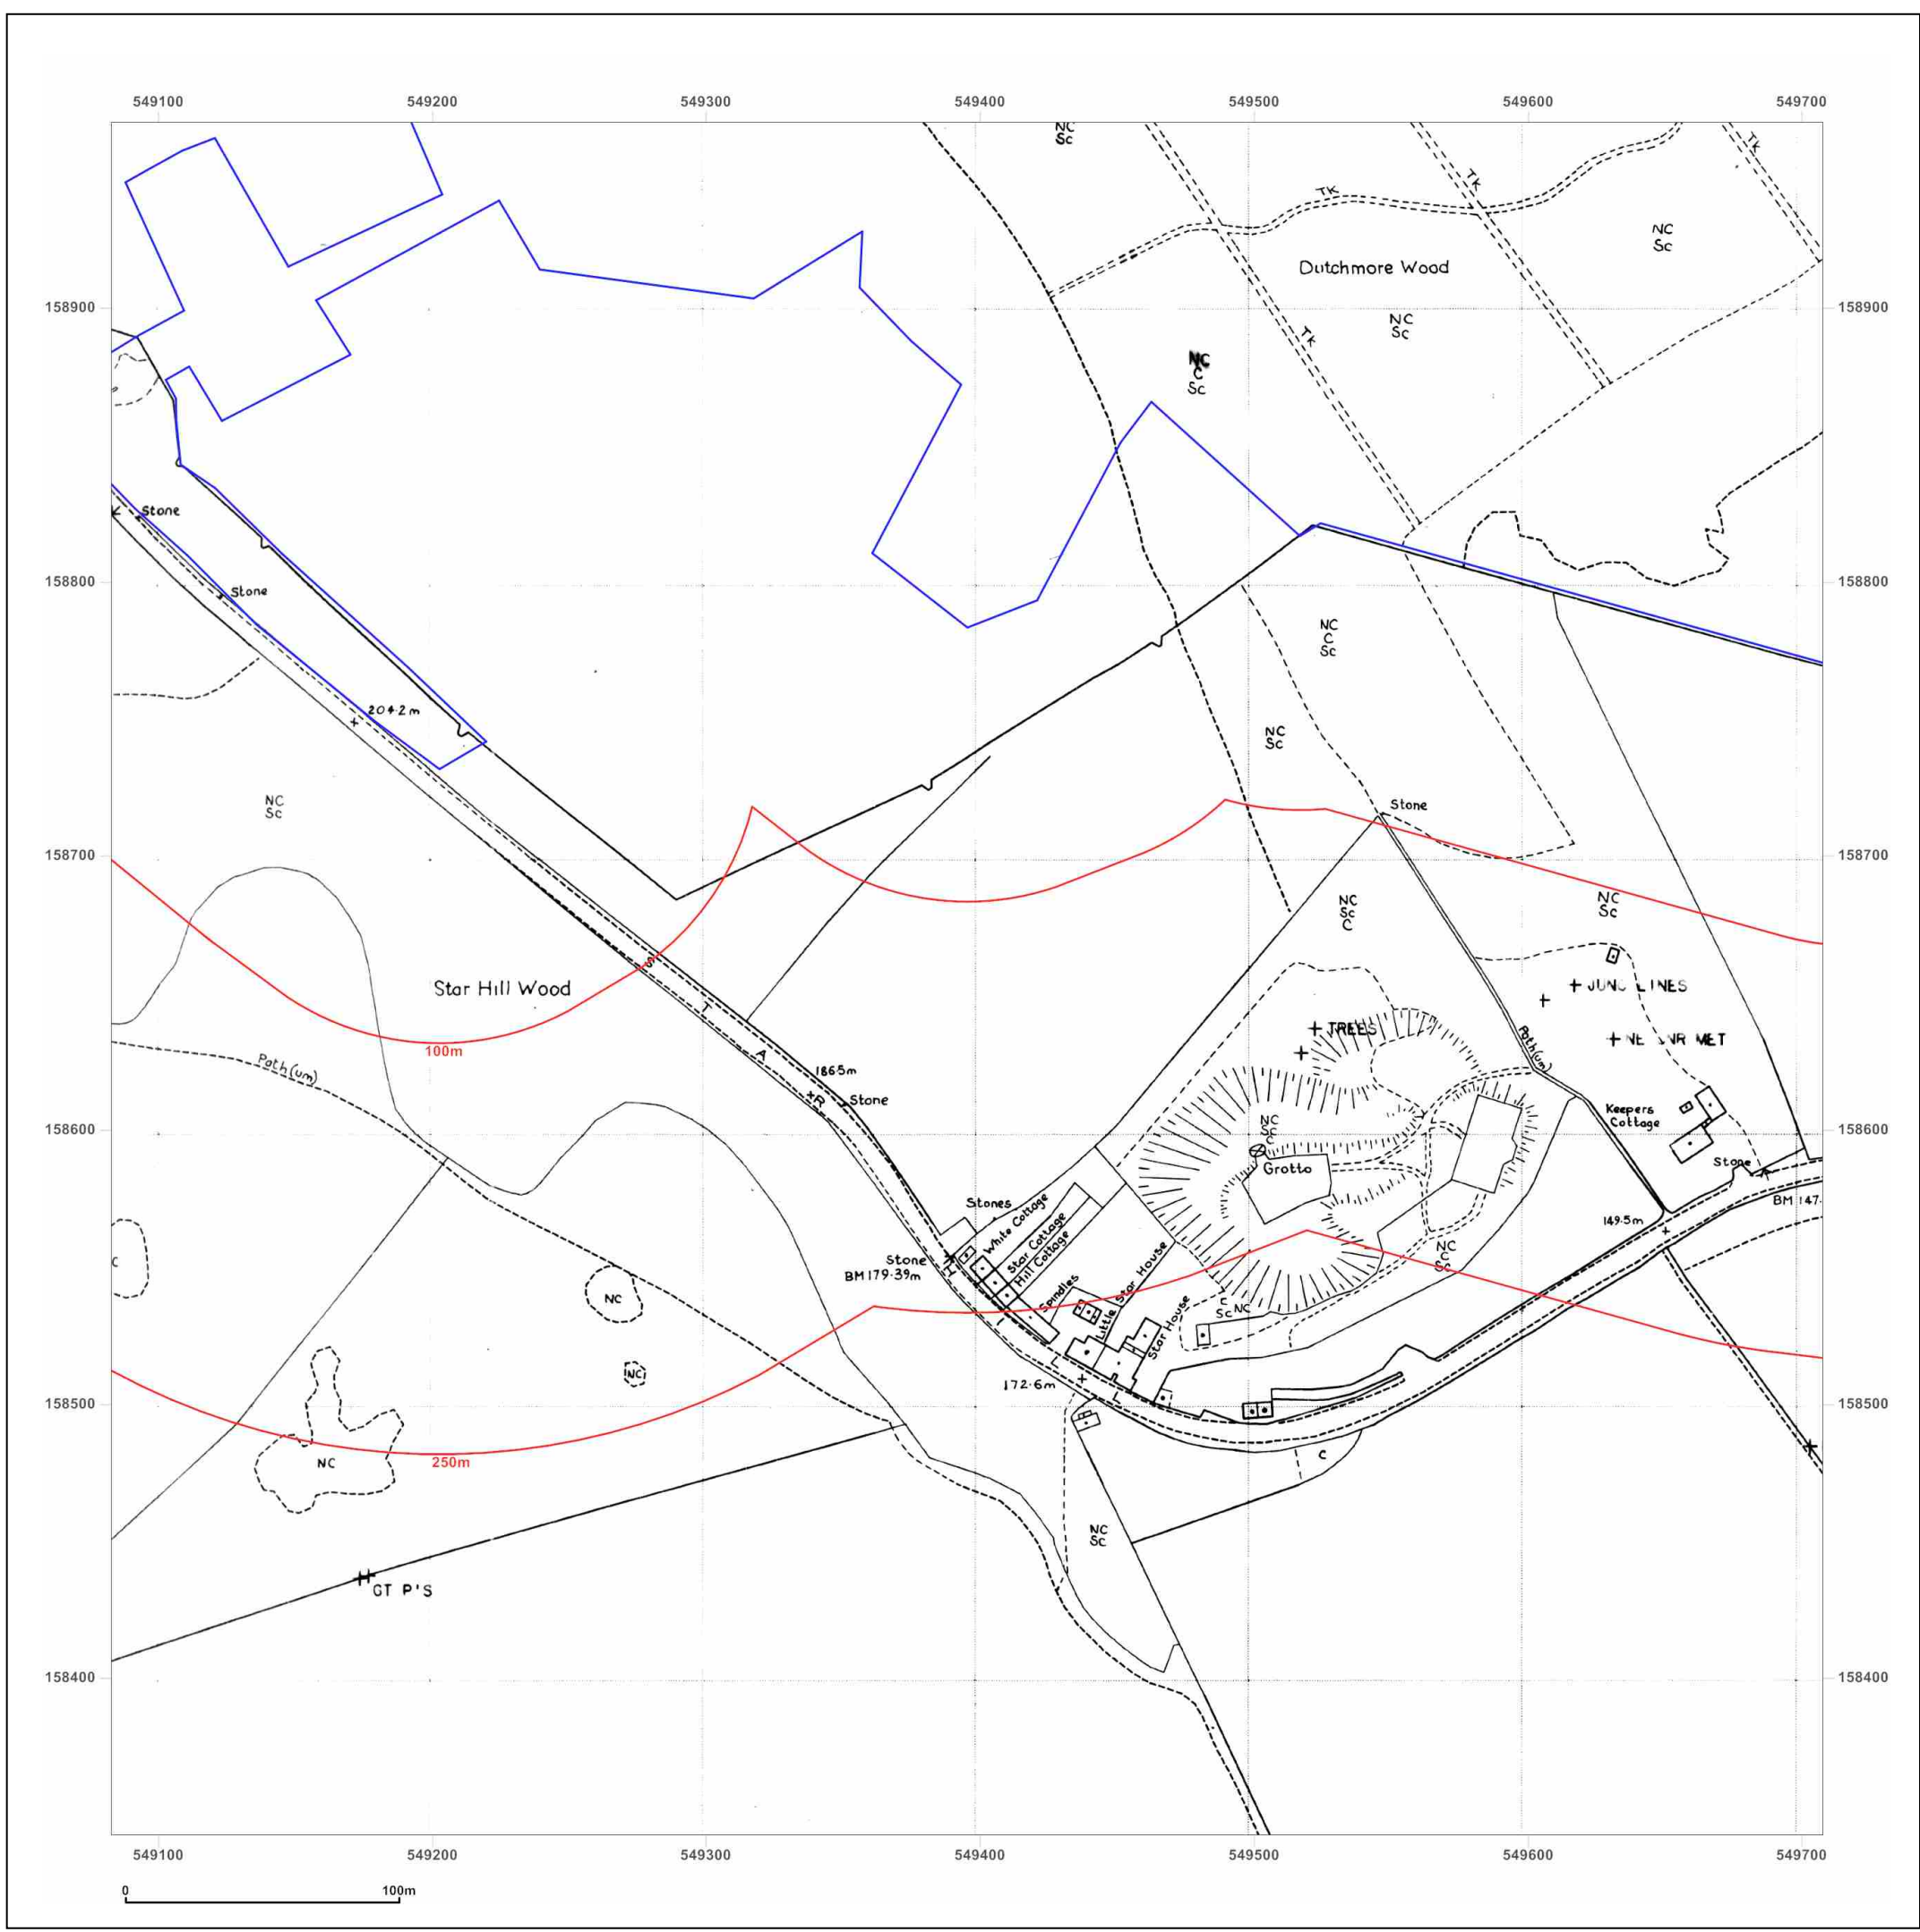 549100 549200 549300 549400 549500 549600 549700
NC
Sc
Tk
Tk
Tk
NC
Sc
Dutchmore Wood
158900
158900
NC
Sc
Tk
NC
C
Sc
Stone
158800
158800
Stone
NC
C
Sc
204.2m
NC
Sc
NC
Sc
Stone
158700
158700
NC
Sc
C
NC
Sc
Star Hill Wood
S
T
A
R
+ JUNC LINES
+ TREES
100m
Path (um)
Path (um)
186.5m
Stone
158600
158600
NC
Sc
C
Keepers
Cottage
Grotto
Stone
Stones
White Cottage
Star Cottage
Hill Cottage
Stone
BM 179.39m
BM 147.
149.5m
C
NC
C
Sc
Spindles
Little Star House
Star House
C
Sc NC
NC
NC
172.6m
158500
158500
NC
250m
C
NC
Sc
GT P'S
158400
158400
549100 549200 549300 549400 549500 549600 549700
0 100m